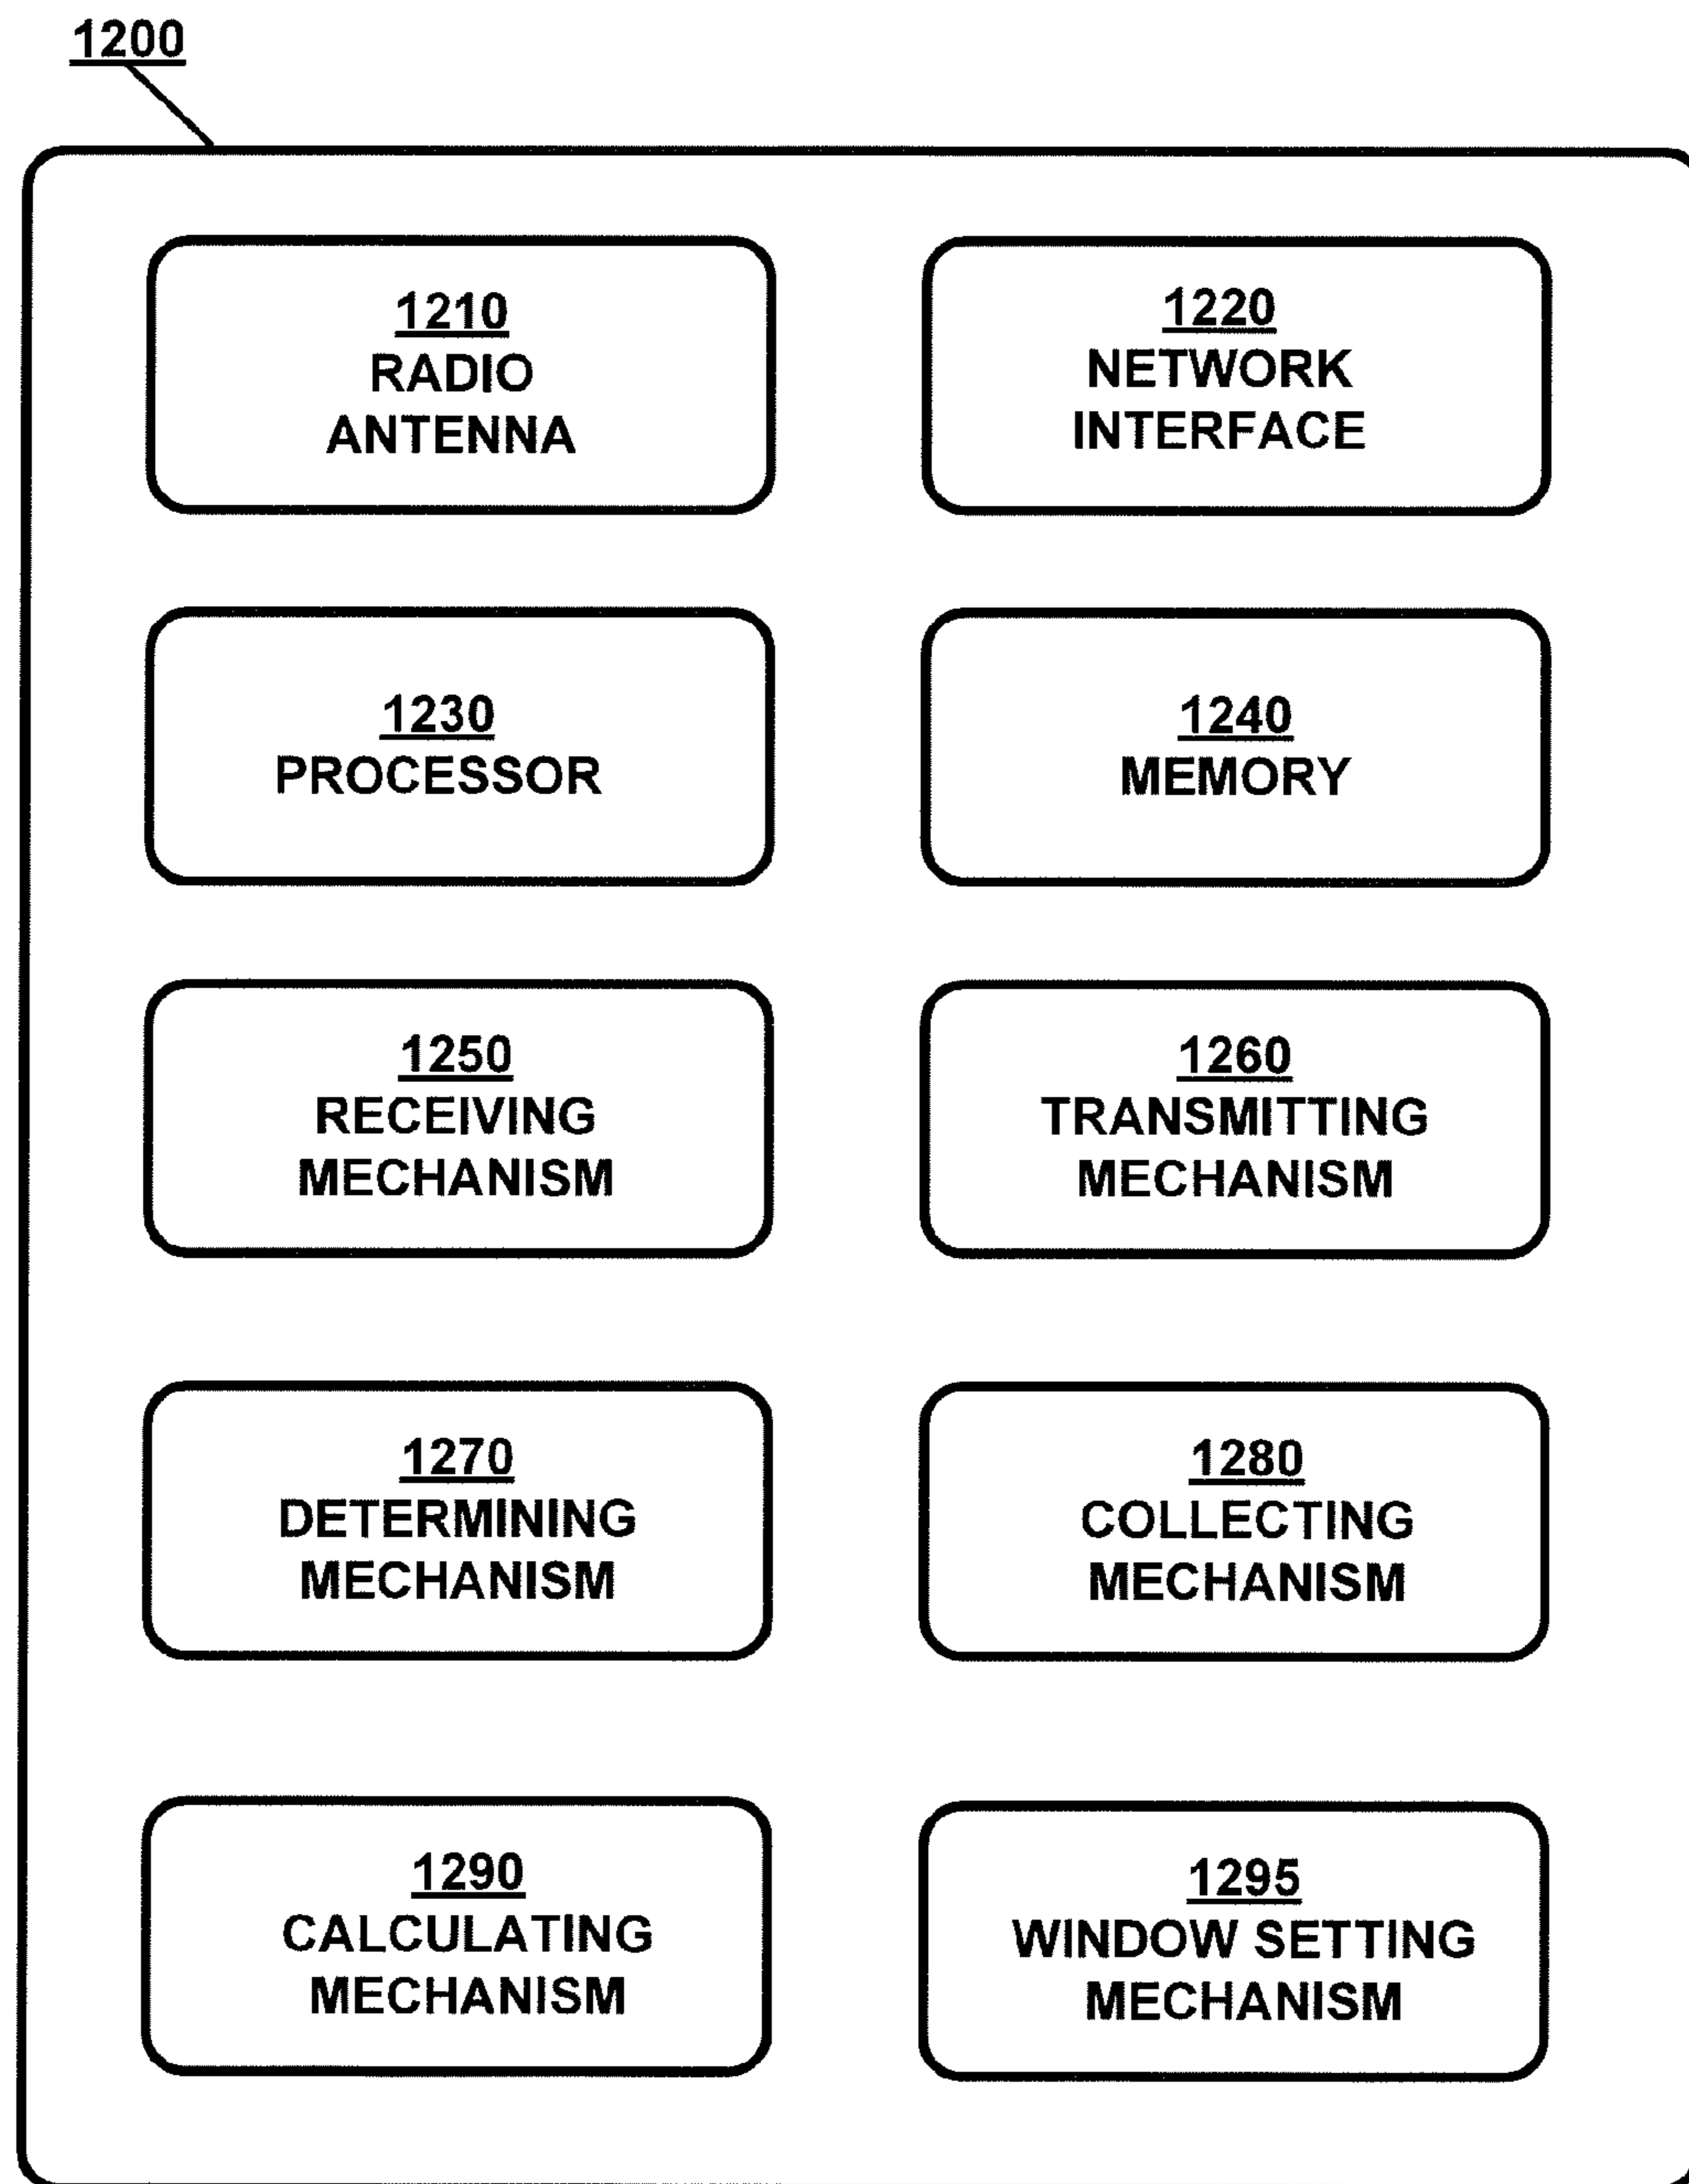 1200
1210
RADIO
ANTENNA
1220
NETWORK
INTERFACE
1230
PROCESSOR
1240
MEMORY
1250
RECEIVING
MECHANISM
1260
TRANSMITTING
MECHANISM
1270
DETERMINING
MECHANISM
1280
COLLECTING
MECHANISM
1290
CALCULATING
MECHANISM
1295
WINDOW SETTING
MECHANISM